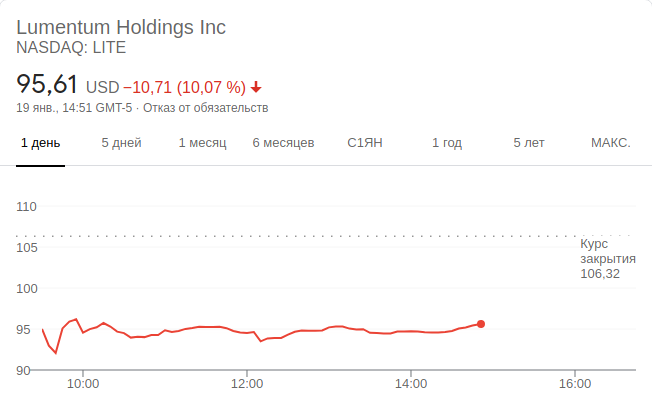 Lumentum Holdings Inc
NASDAQ: LITE
95,61 USD −10,71 (10,07 %)
19 янв., 14:51 GMT-5 · Отказ от обязательств
1 день 5 дней 1 месяц 6 месяцев С1ЯН 1 год 5 лет МАКС.
110
105
100
95
90
Курс
закрытия
106,32
10:00 12:00 14:00 16:00